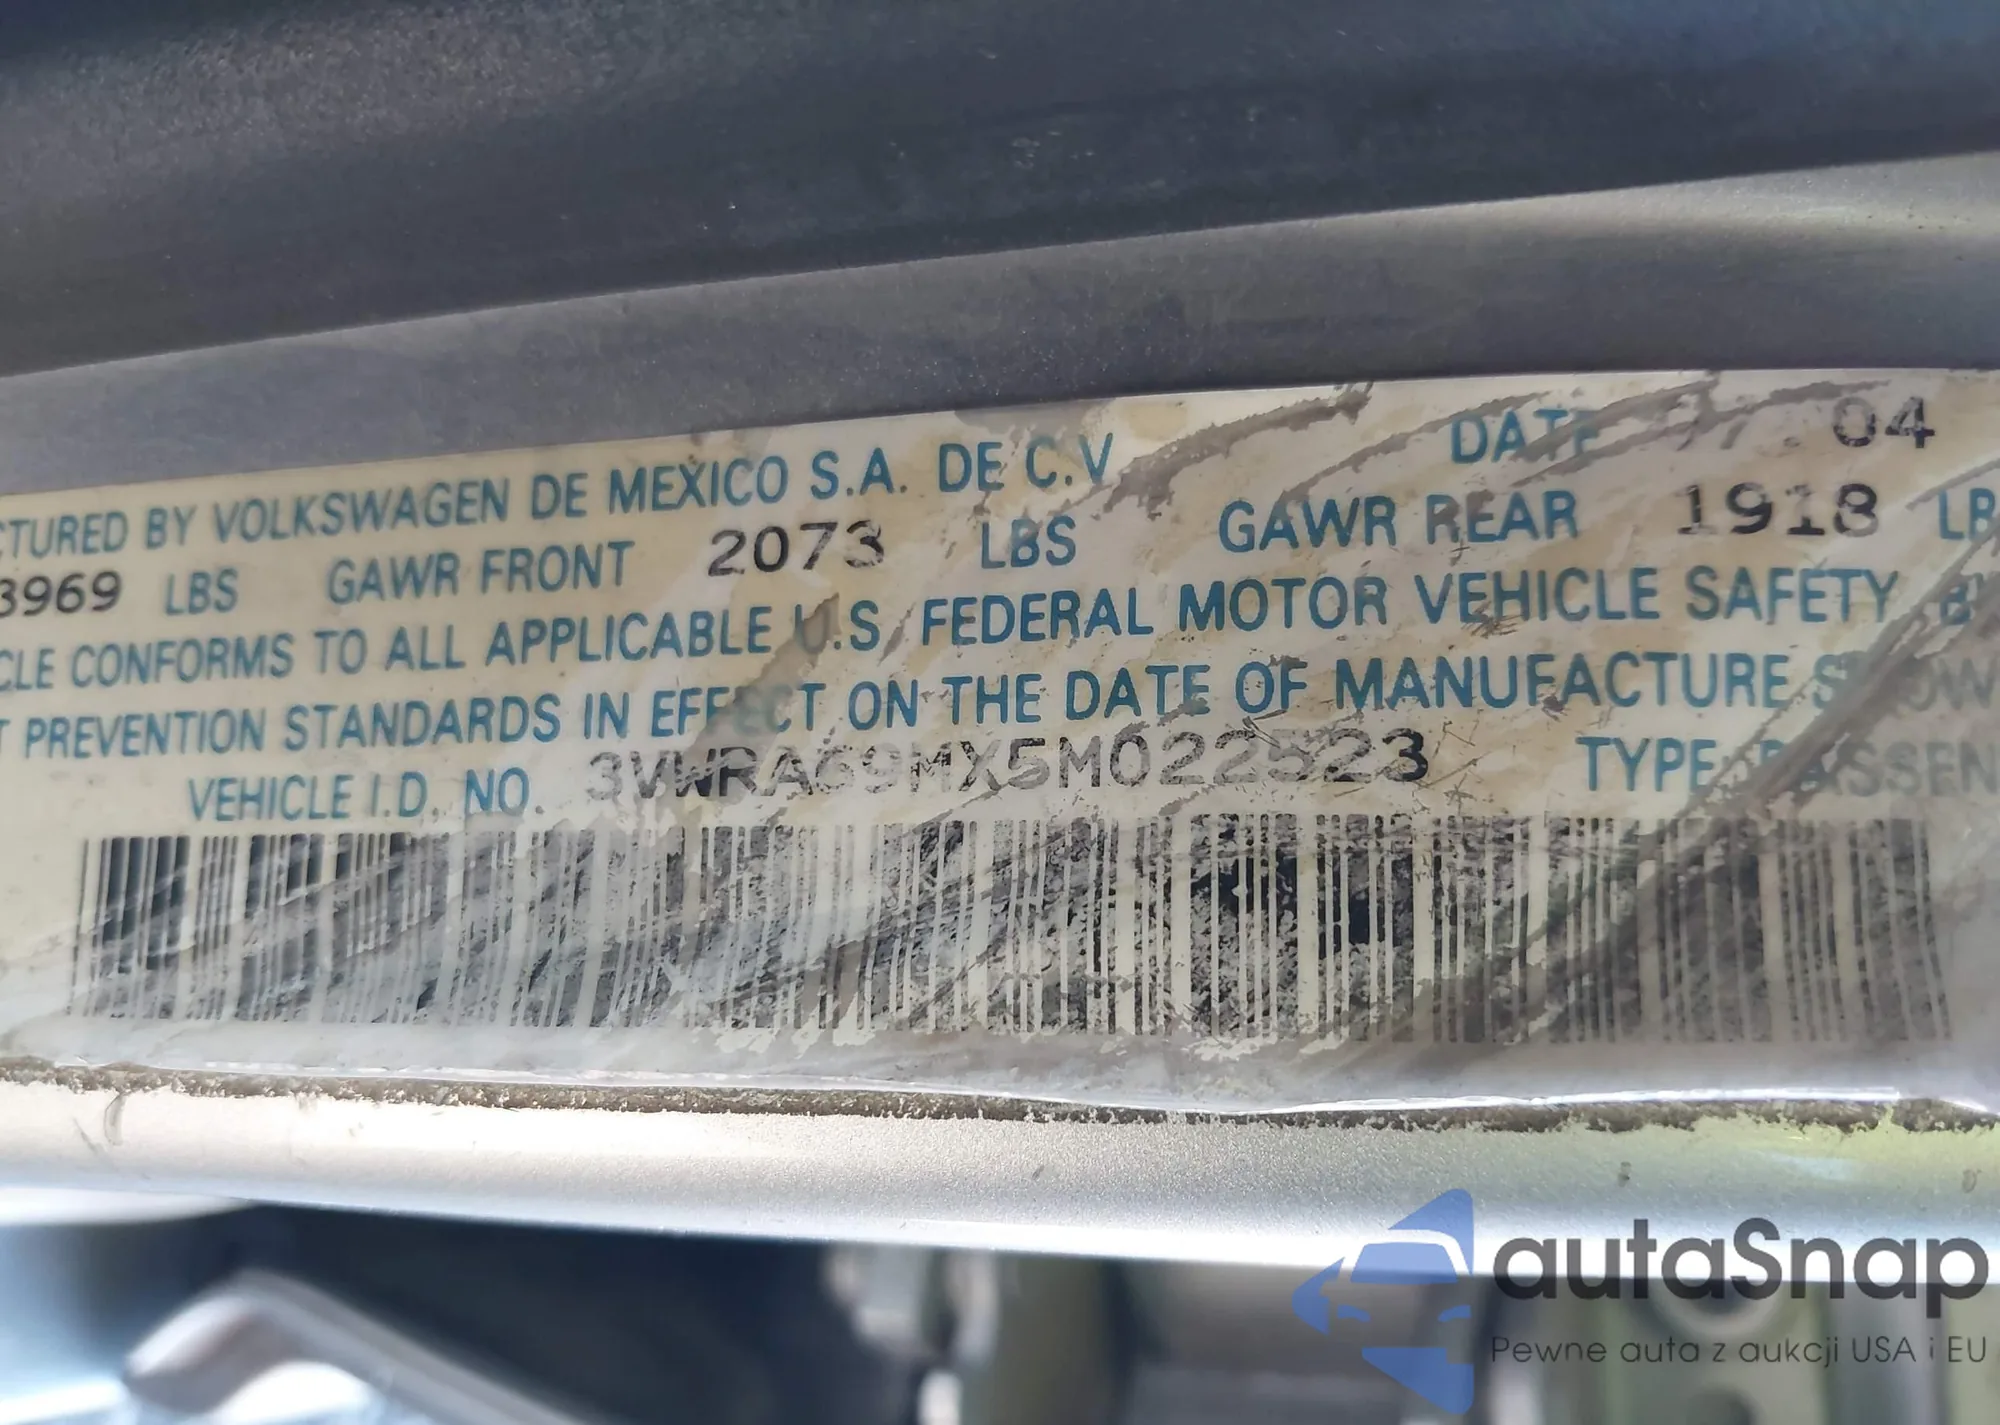 CTURED BY VOLKSWAGEN DE MEXICO S.A. DE C.V DATE 04
3969 LBS GAWR FRONT 2073 LBS GAWR REAR 1918 LB
CLE CONFORMS TO ALL APPLICABLE U.S. FEDERAL MOTOR VEHICLE SAFETY
T PREVENTION STANDARDS IN EFFECT ON THE DATE OF MANUFACTURE
VEHICLE I.D. NO. 3VWRA69MX5M022523 TYPE: PASSEN
autaSnap
Pewne auta z aukcji USA i EU